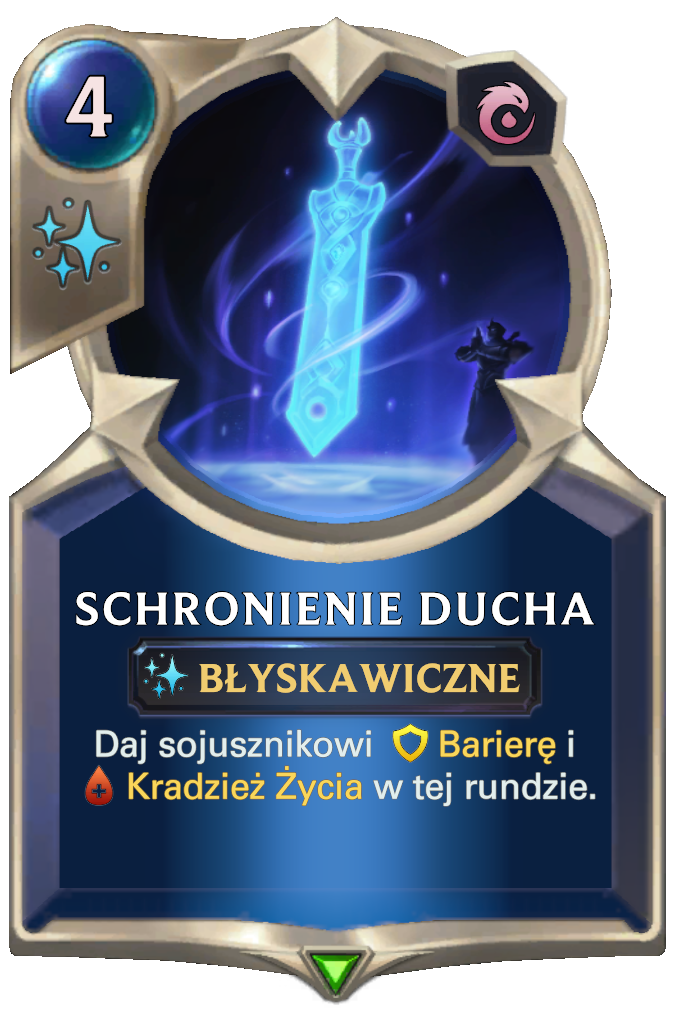 4
SCHRONIENIE DUCHA
BŁYSKAWICZNE
Daj sojusznikowi Barierę i
Kradzież Życia w tej rundzie.